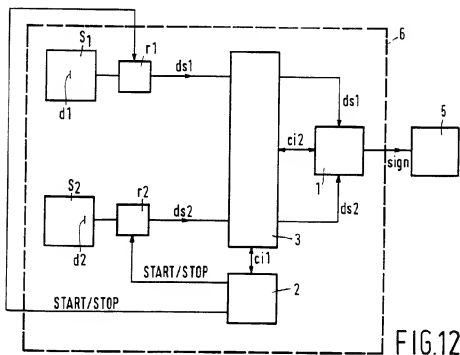 S1
r1
6
ds1
d1
ds1
5
ci2
1
sign
S2
r2
ds2
ds2
d2
3
START/STOP
ci1
2
START/STOP
FIG.12